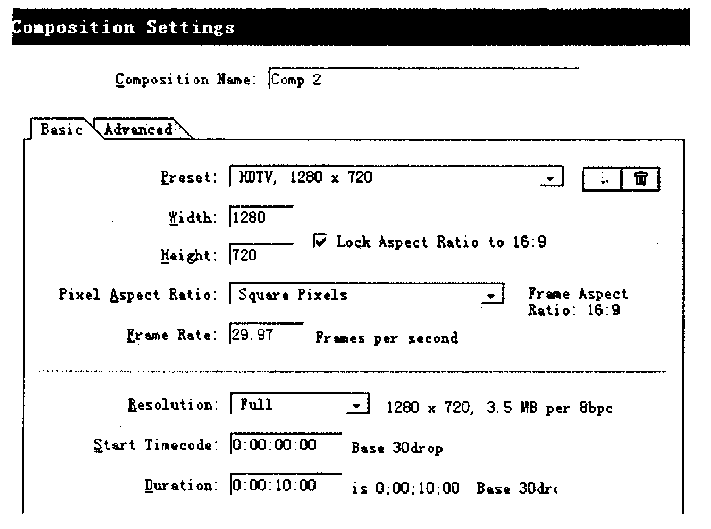 Composition Settings
Composition Name: Comp 2
Basic Advanced
Preset: HDTV, 1280 x 720
Width: 1280
Lock Aspect Ratio to 16:9
Height: 720
Pixel Aspect Ratio: Square Pixels Frame Aspect
Ratio: 16:9
Frame Rate: 29.97 Frames per second
Resolution: Full 1280 x 720, 3.5 MB per 8bpc
Start Timecode: 0:00:00:00 Base 30drop
Duration: 0:00:10:00 is 0;00;10;00 Base 30dr